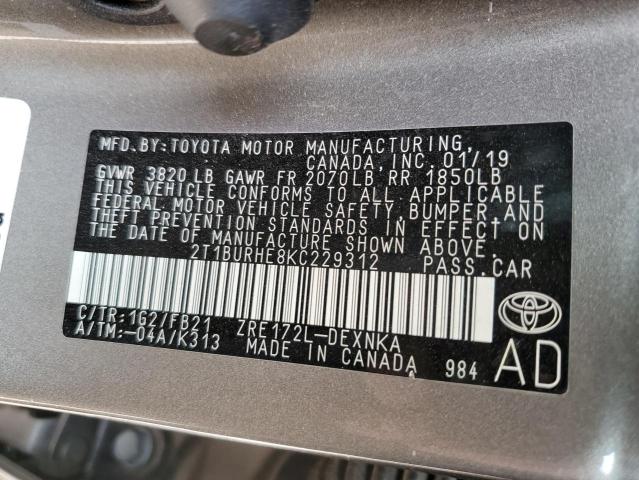 MFD.BY:TOYOTA MOTOR MANUFACTURING,
CANADA, INC. 01/19
GVWR 3820 LB GAWR FR 2070LB, RR 1850LB
THIS VEHICLE CONFORMS TO ALL APPLICABLE
FEDERAL MOTOR VEHICLE SAFETY, BUMPER, AND
THEFT PREVENTION STANDARDS IN EFFECT ON
THE DATE OF MANUFACTURE SHOWN ABOVE.
2T1BURHE8KC229312 PASS.CAR
C/TR:1G2/FB21 ZRE172L-DEXNKA
A/TM:-04A/K313 MADE IN CANADA 984
AD